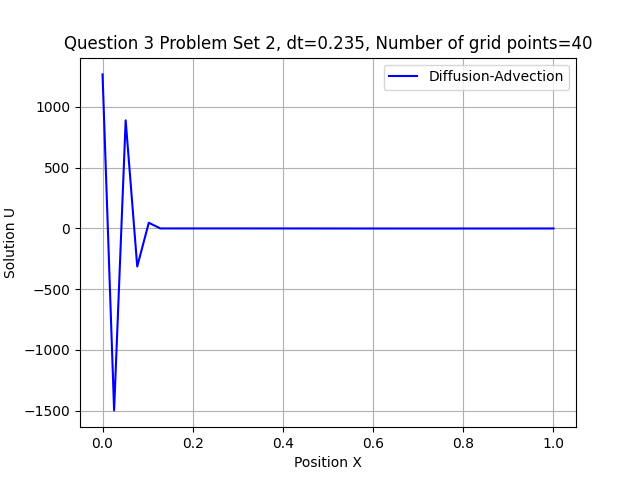 Question 3 Problem Set 2, dt=0.235, Number of grid points=40
Diffusion-Advection
1000
500
0
−500
−1000
−1500
Solution U
0.0 0.2 0.4 0.6 0.8 1.0
Position X